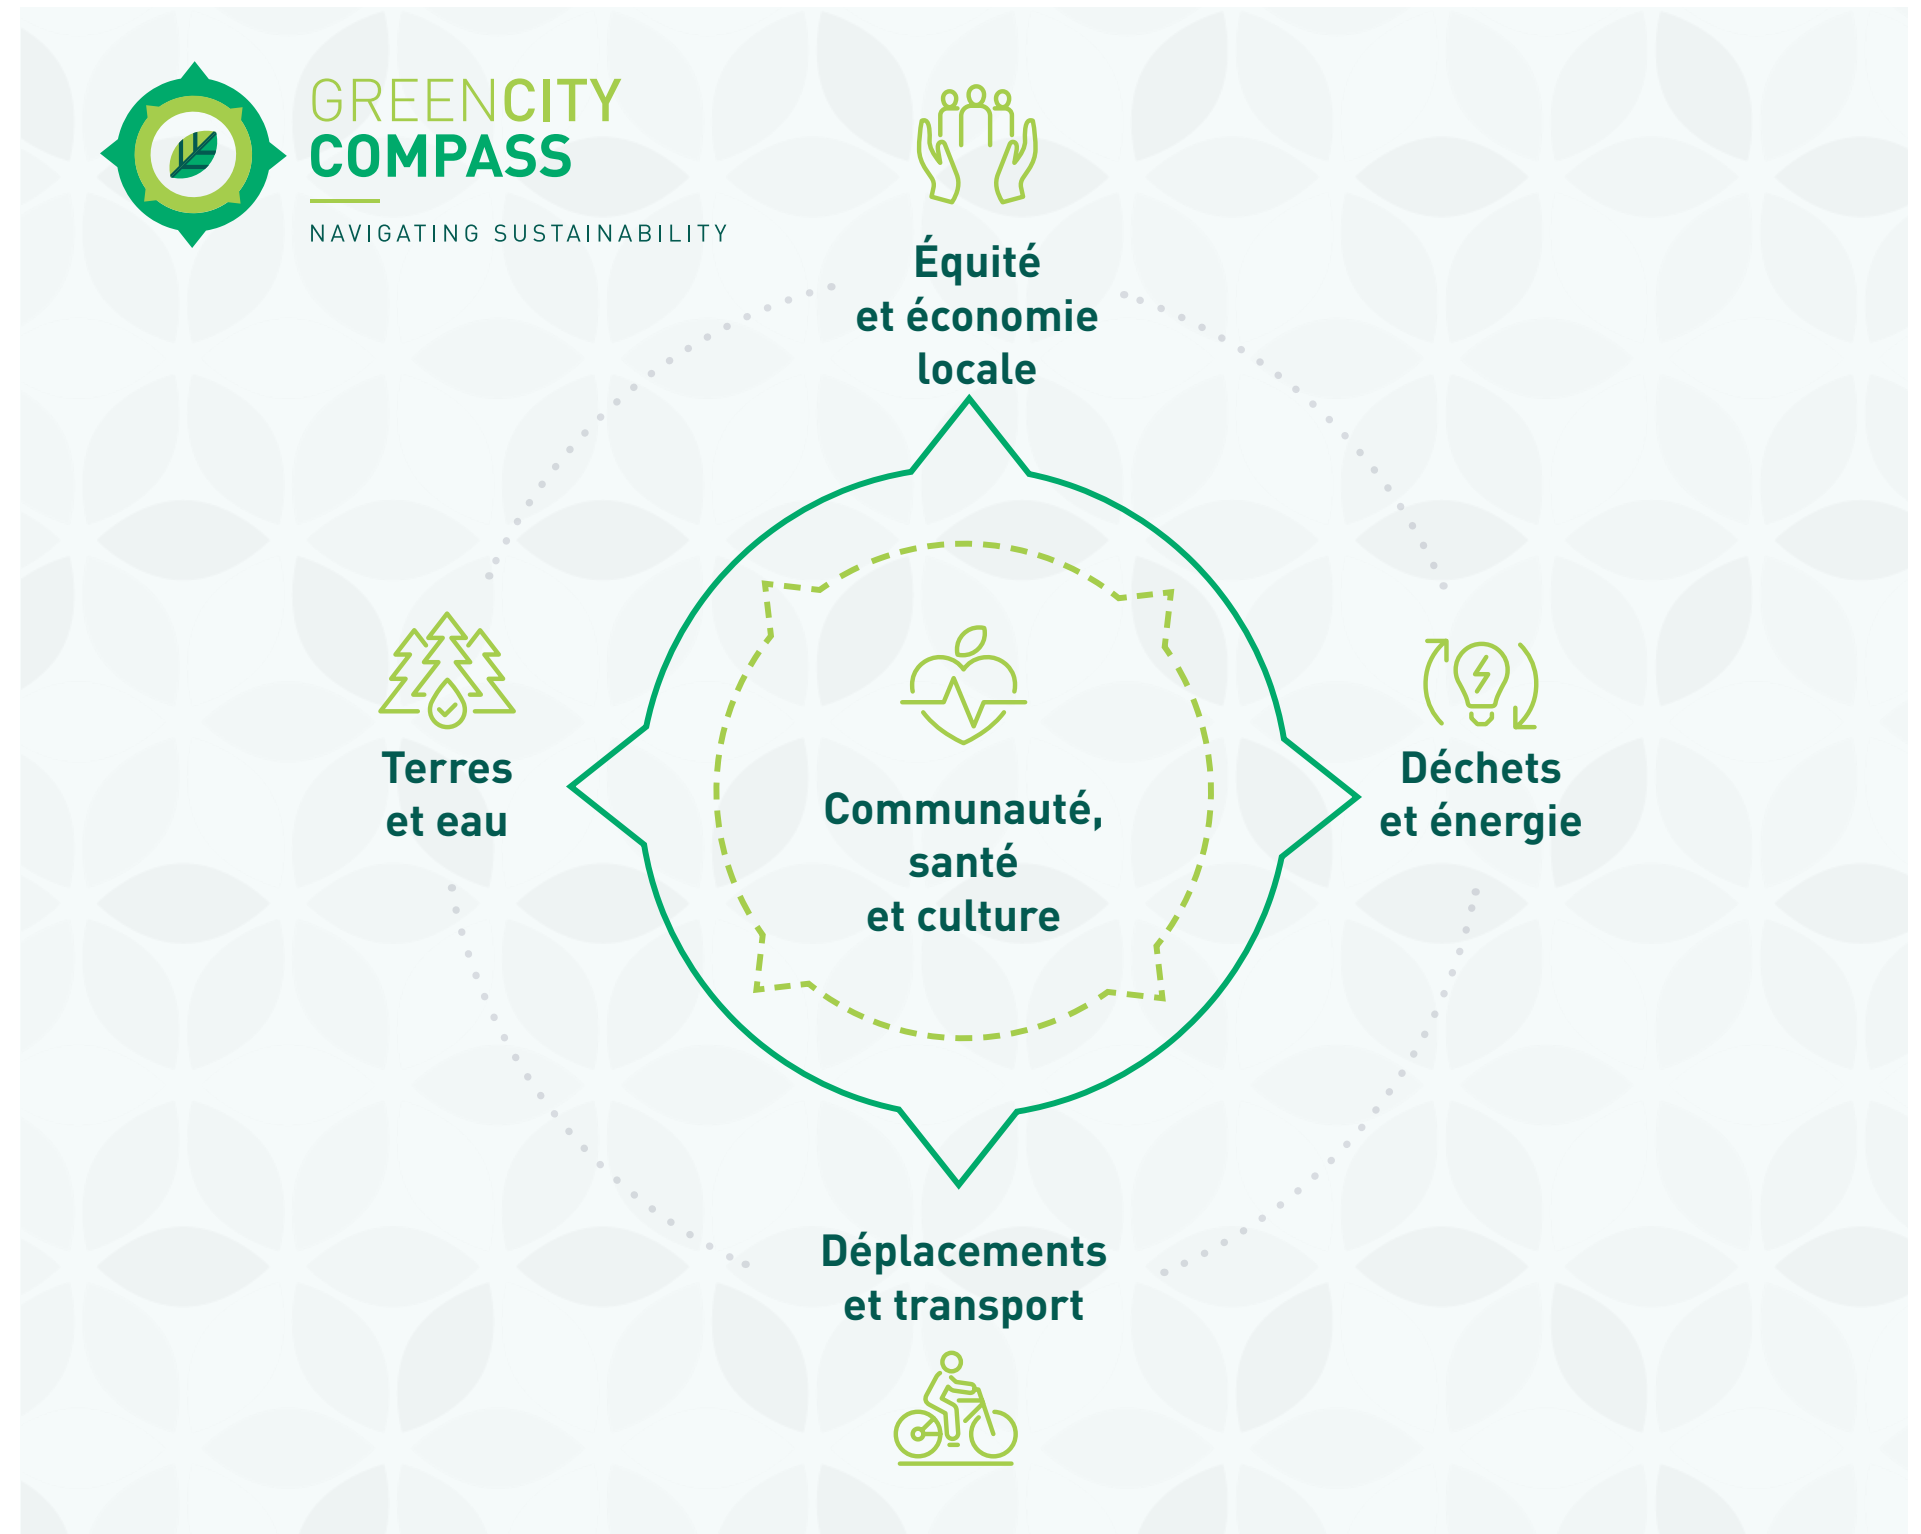 GREENCITY
COMPASS
NAVIGATING SUSTAINABILITY
Équité
et économie
locale
Terres
et eau
Communauté,
santé
et culture
Déchets
et énergie
Déplacements
et transport